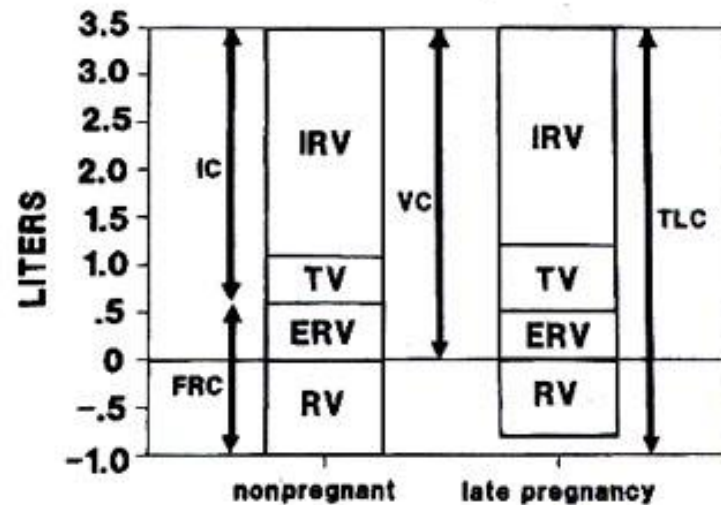 3.5
3.0
2.5
2.0
1.5
1.0
.5
0
-.5
-1.0
LITERS
IC
FRC
IRV
TV
ERV
RV
VC
IRV
TV
ERV
RV
TLC
nonpregnant late pregnancy